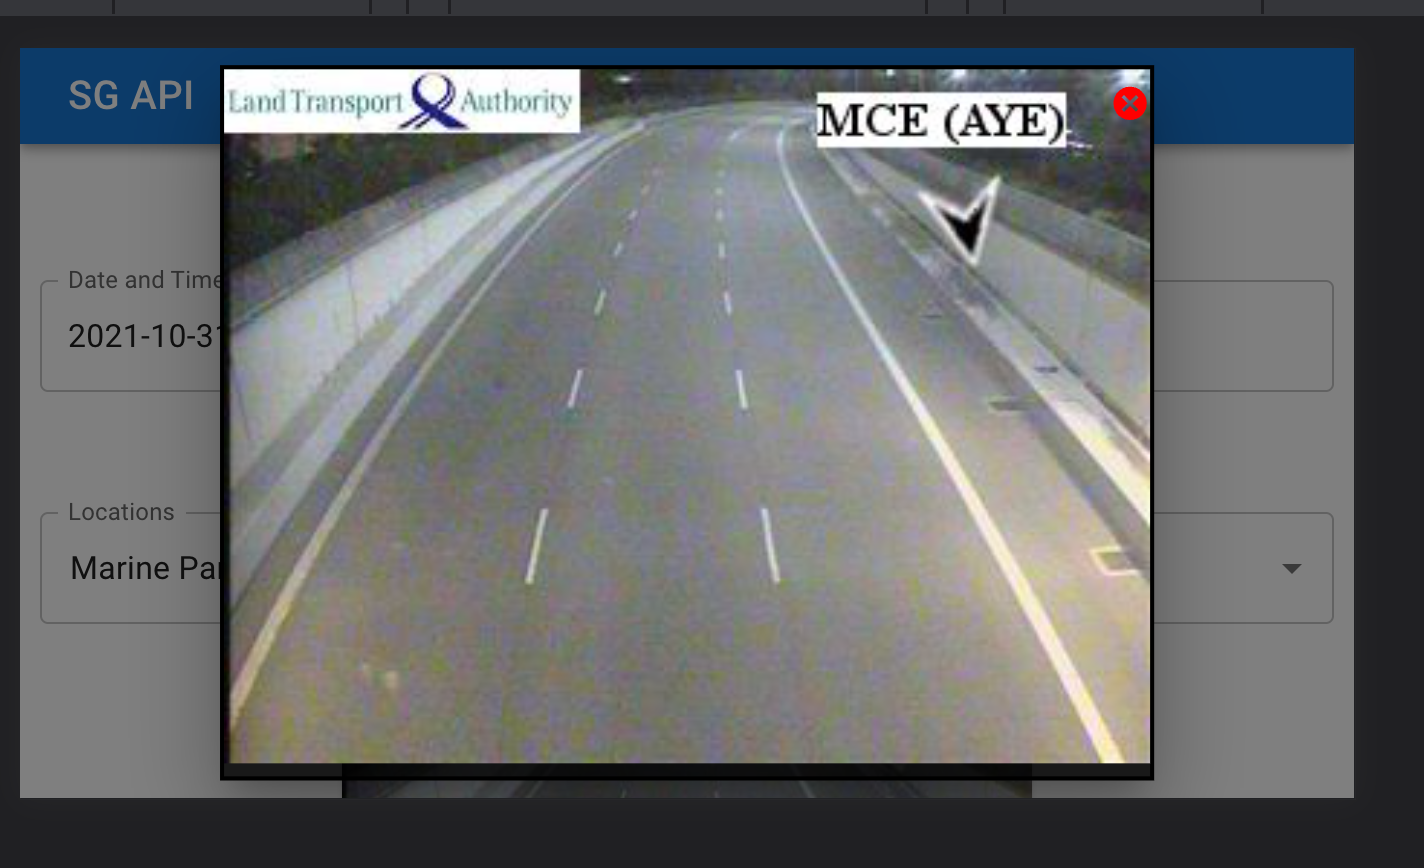 SG API
Land Transport Authority
MCE (AYE)
Date and Time
2021-10-31
Locations
Marine Par